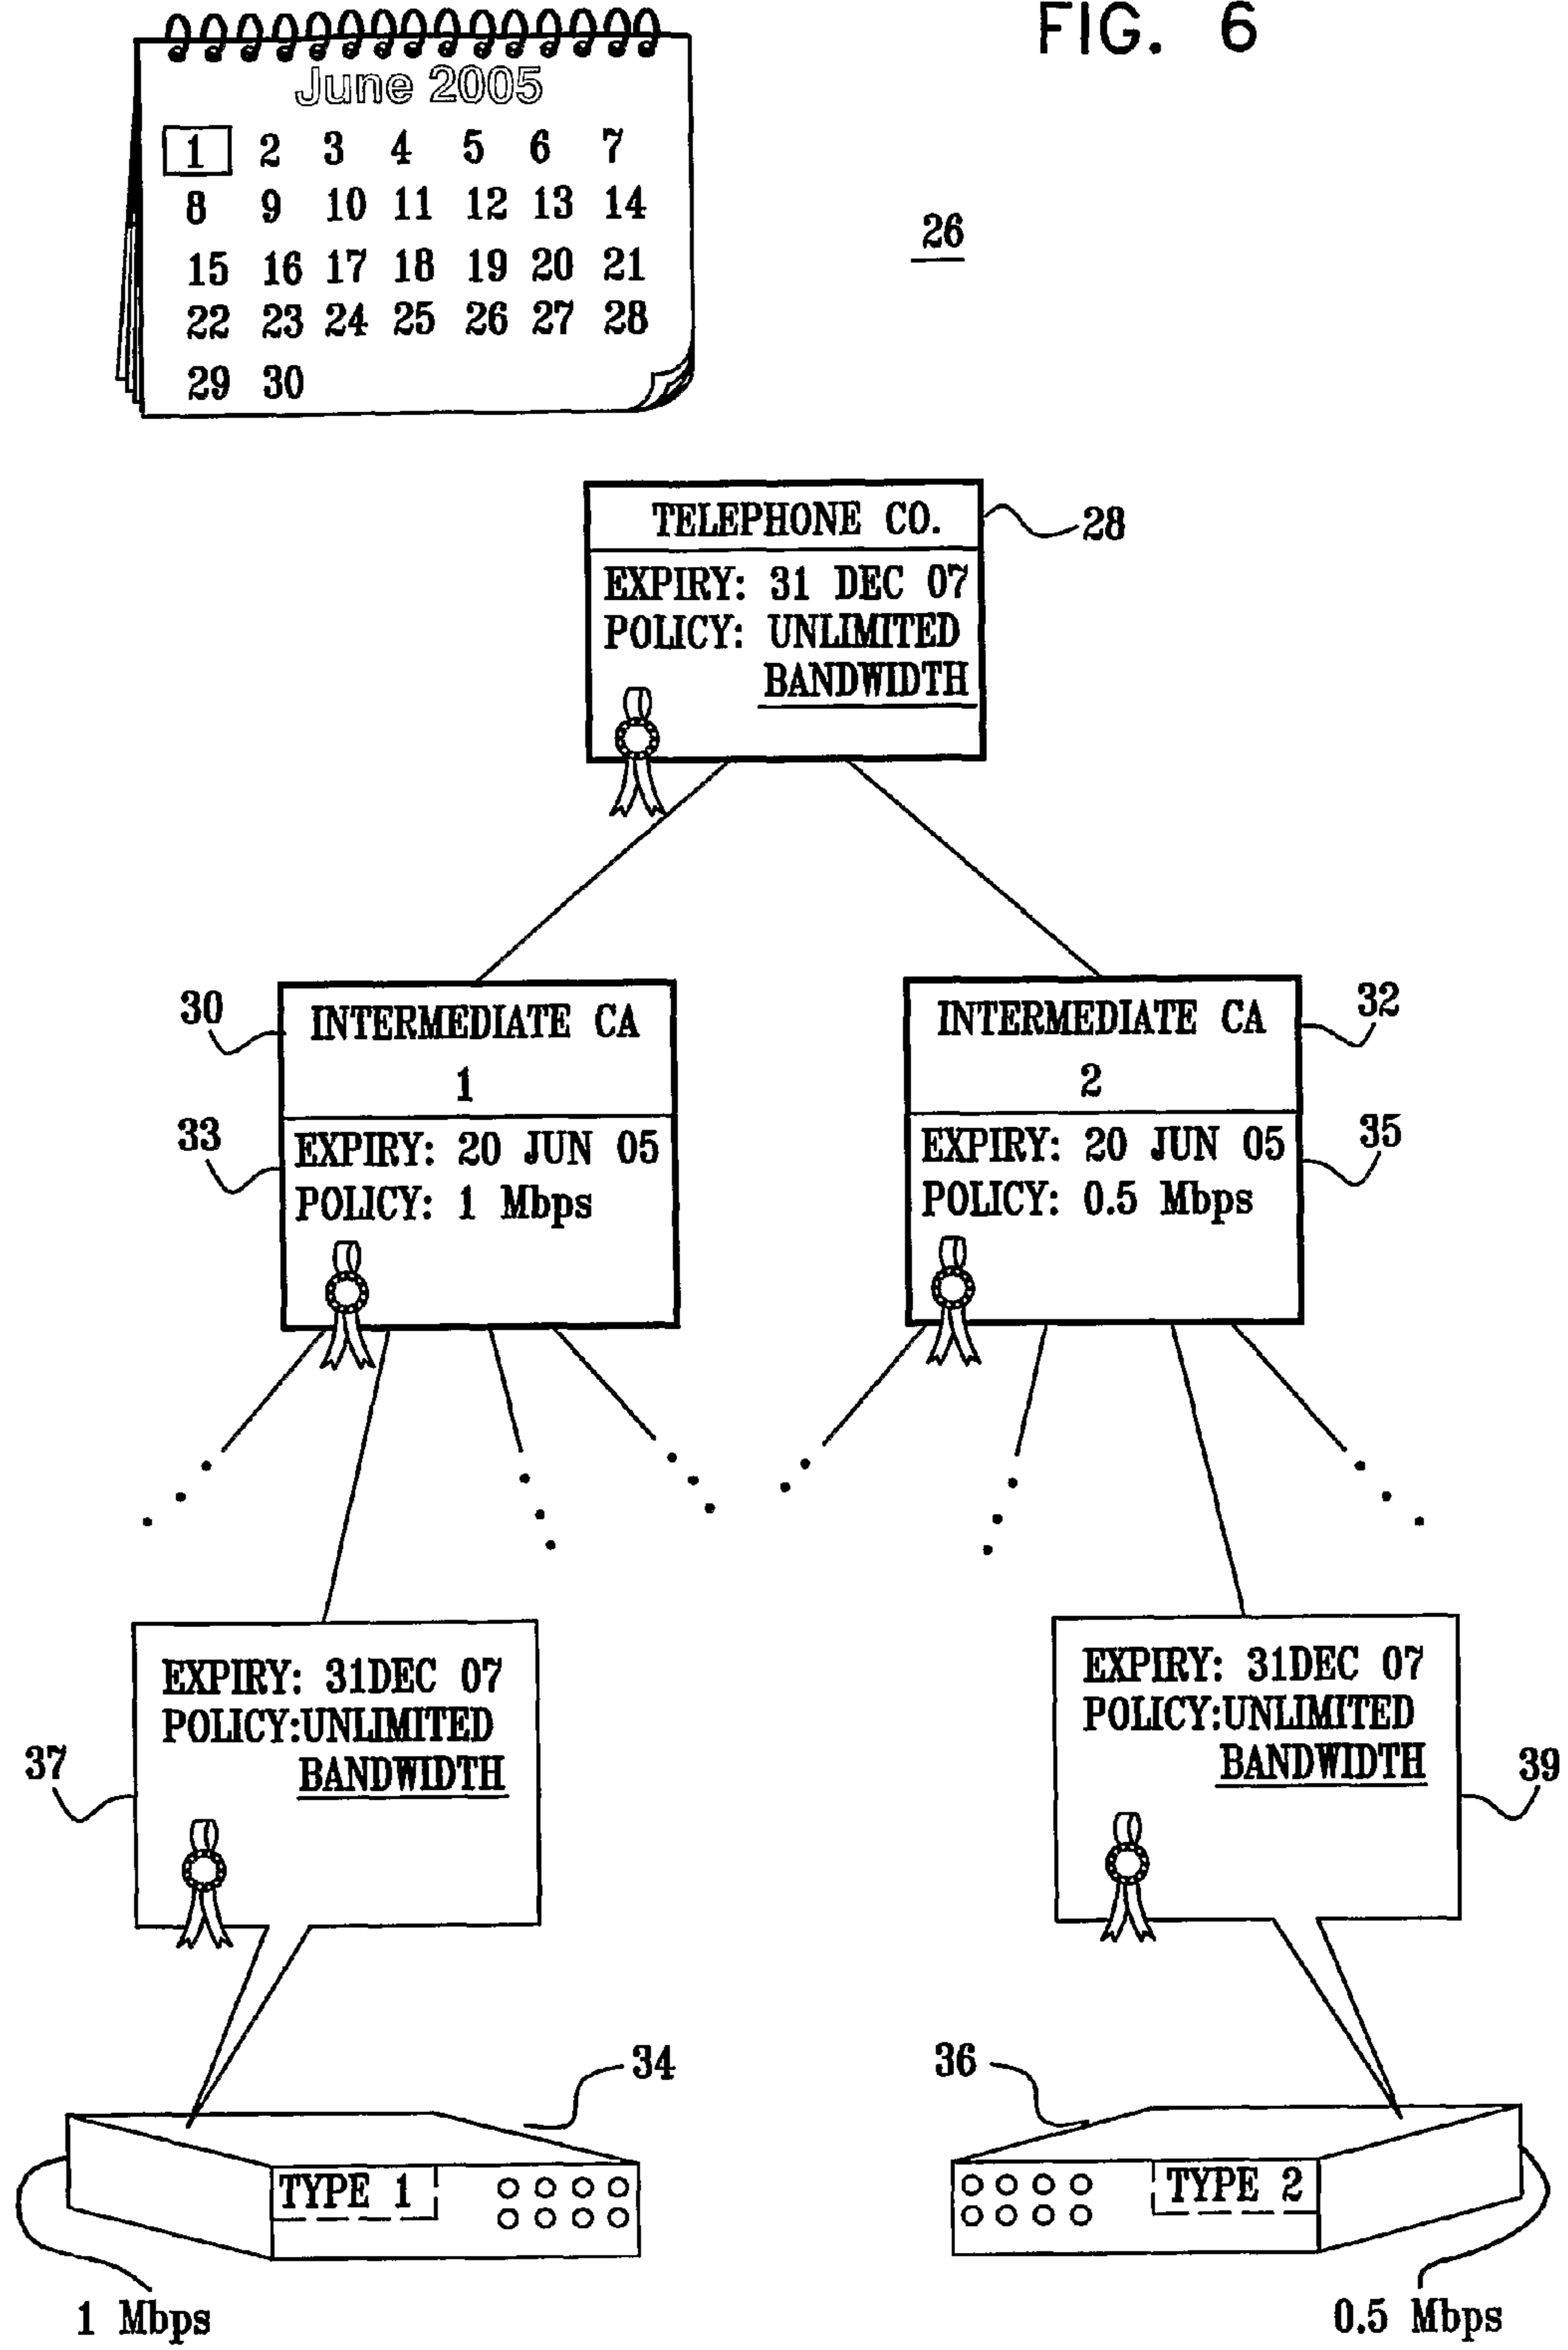 FIG. 6
June 2005
1 2 3 4 5 6 7
8 9 10 11 12 13 14
15 16 17 18 19 20 21
22 23 24 25 26 27 28
29 30
26
TELEPHONE CO.
28
EXPIRY: 31 DEC 07
POLICY: UNLIMITED
BANDWIDTH
30
INTERMEDIATE CA
1
33
EXPIRY: 20 JUN 05
POLICY: 1 Mbps
INTERMEDIATE CA
2
32
EXPIRY: 20 JUN 05
POLICY: 0.5 Mbps
35
EXPIRY: 31DEC 07
POLICY:UNLIMITED
BANDWIDTH
37
EXPIRY: 31DEC 07
POLICY:UNLIMITED
BANDWIDTH
39
34
TYPE 1
1 Mbps
36
TYPE 2
0.5 Mbps